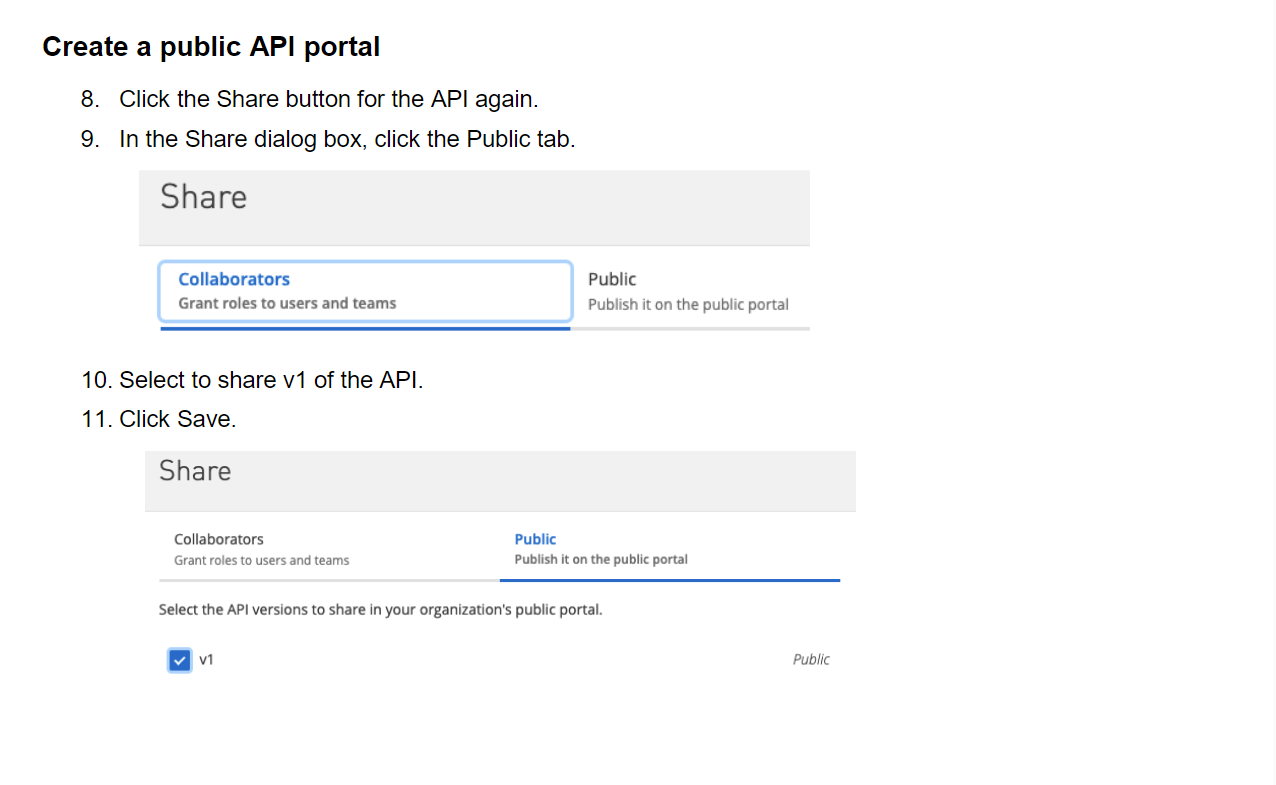 Create a public API portal
8. Click the Share button for the API again.
9. In the Share dialog box, click the Public tab.
Share
Collaborators
Grant roles to users and teams
Public
Publish it on the public portal
10. Select to share v1 of the API.
11. Click Save.
Share
Collaborators
Grant roles to users and teams
Public
Publish it on the public portal
Select the API versions to share in your organization's public portal.
v1 Public